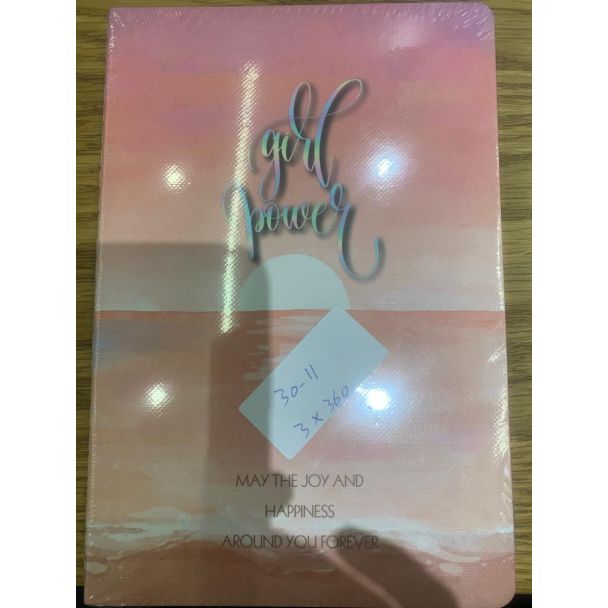 girl
power
30-11
3 x 360
MAY THE JOY AND
HAPPINESS
AROUND YOU FOREVER